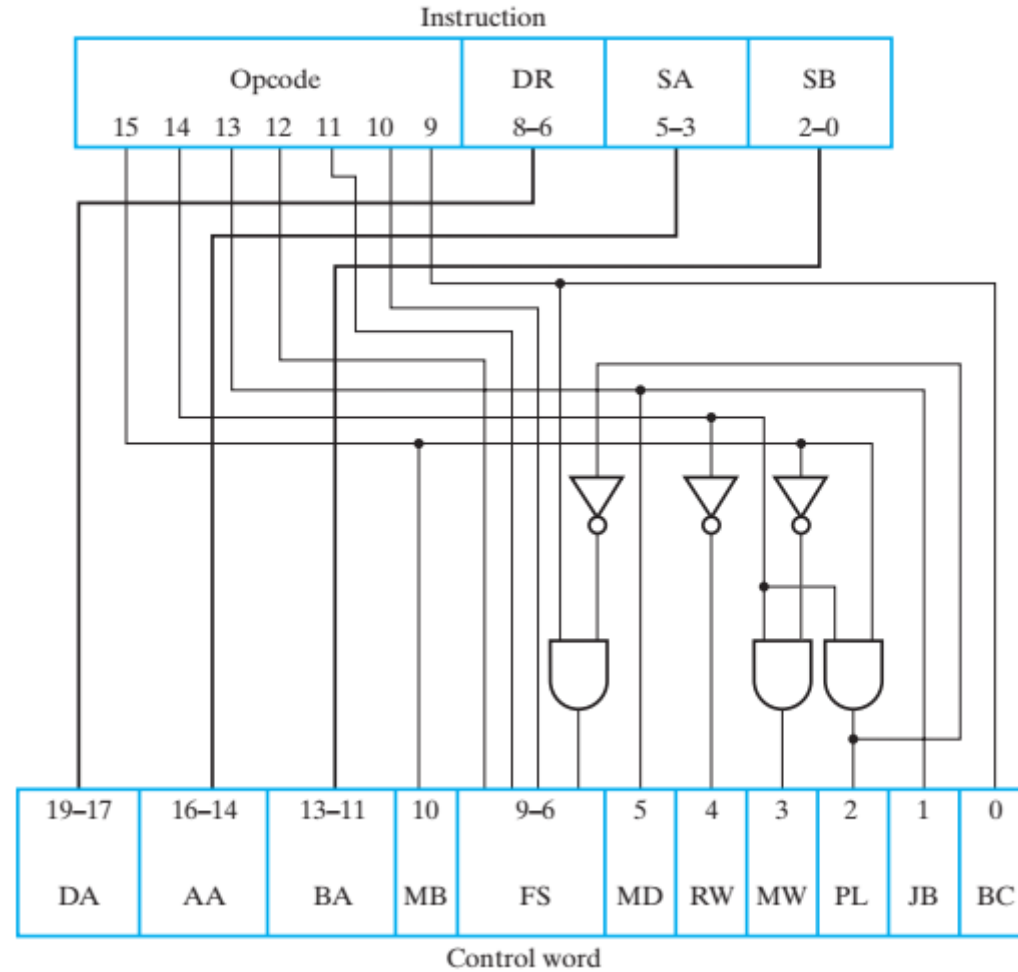 Instruction
Opcode DR SA SB
15 14 13 12 11 10 9 8–6 5–3 2–0
19–17 16–14 13–11 10 9–6 5 4 3 2 1 0
DA AA BA MB FS MD RW MW PL JB BC
Control word